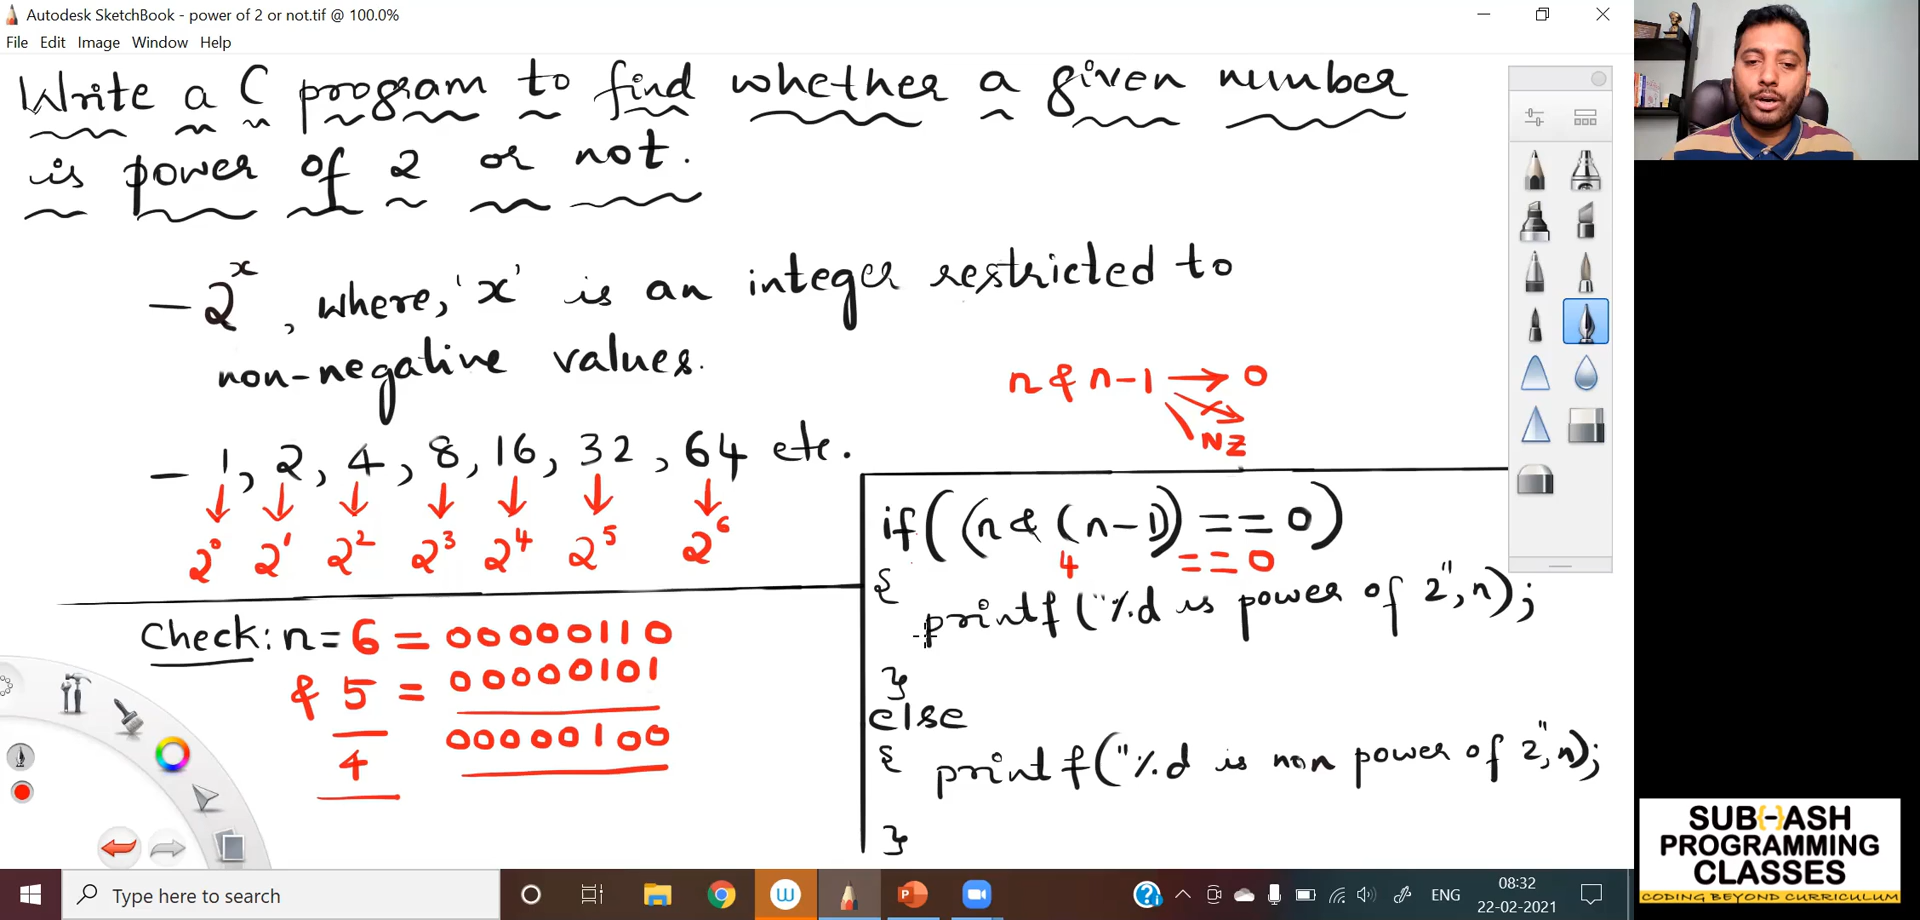 Autodesk SketchBook - power of 2 or not.tif @ 100.0%
File Edit Image Window Help
Write a C program to find whether a given number
is power of 2 or not.
- 2^x, where, 'x' is an integer restricted to
non-negative values.
n & n-1 → 0
NZ
- 1, 2, 4, 8, 16, 32, 64 etc.
↓ ↓ ↓ ↓ ↓ ↓ ↓
2^0 2^1 2^2 2^3 2^4 2^5 2^6
if((n & (n-1)) == 0)
4 == 0
{
printf("%d is power of 2", n);
}
else
{ printf("%d is non power of 2", n);
}
Check: n = 6 = 00000110
& 5 = 00000101
4 00000100
SUB{-}ASH
PROGRAMMING
CLASSES
CODING BEYOND CURRICULUM
Type here to search
W
P
ENG
08:32
22-02-2021